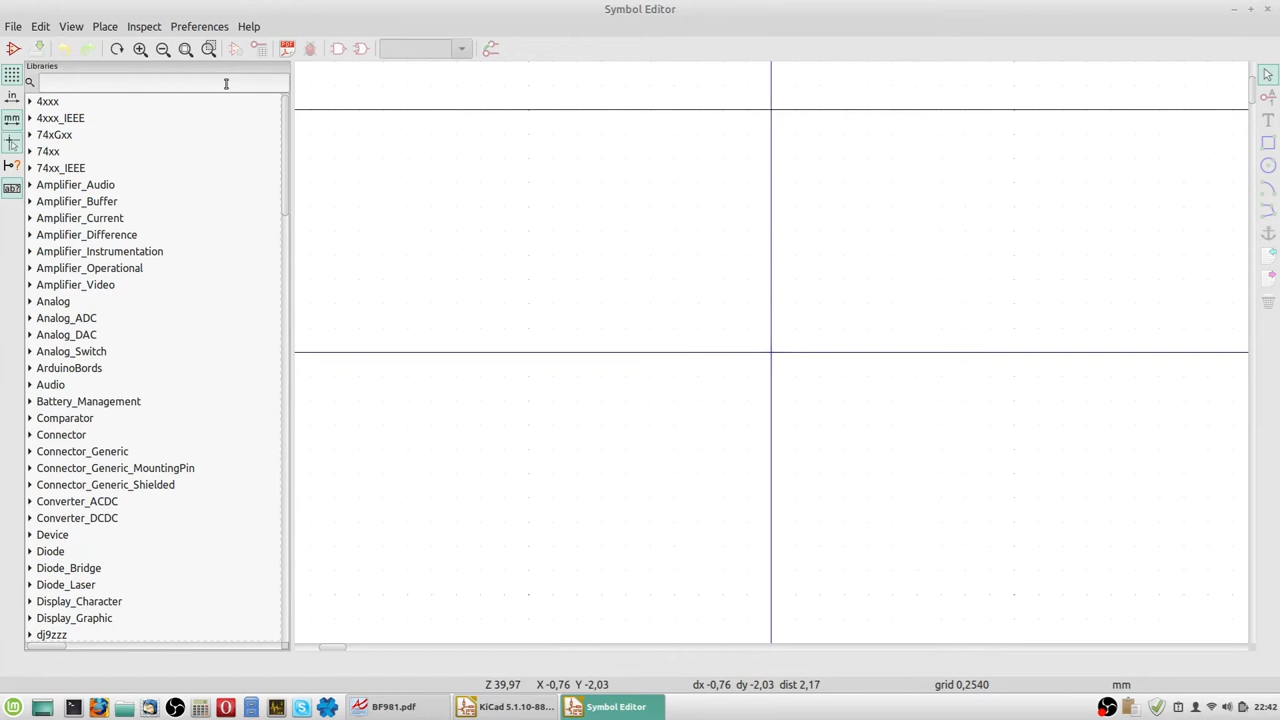 Symbol Editor
File Edit View Place Inspect Preferences Help
PDF
Libraries
in
mm
ab?
T
4xxx
4xxx_IEEE
74xGxx
74xx
74xx_IEEE
Amplifier_Audio
Amplifier_Buffer
Amplifier_Current
Amplifier_Difference
Amplifier_Instrumentation
Amplifier_Operational
Amplifier_Video
Analog
Analog_ADC
Analog_DAC
Analog_Switch
ArduinoBords
Audio
Battery_Management
Comparator
Connector
Connector_Generic
Connector_Generic_MountingPin
Connector_Generic_Shielded
Converter_ACDC
Converter_DCDC
Device
Diode
Diode_Bridge
Diode_Laser
Display_Character
Display_Graphic
dj9zzz
Z 39,97 X -0,76 Y -2,03 dx -0,76 dy -2,03 dist 2,17 grid 0,2540 mm
BF981.pdf KiCad 5.1.10-88... Symbol Editor 22:42